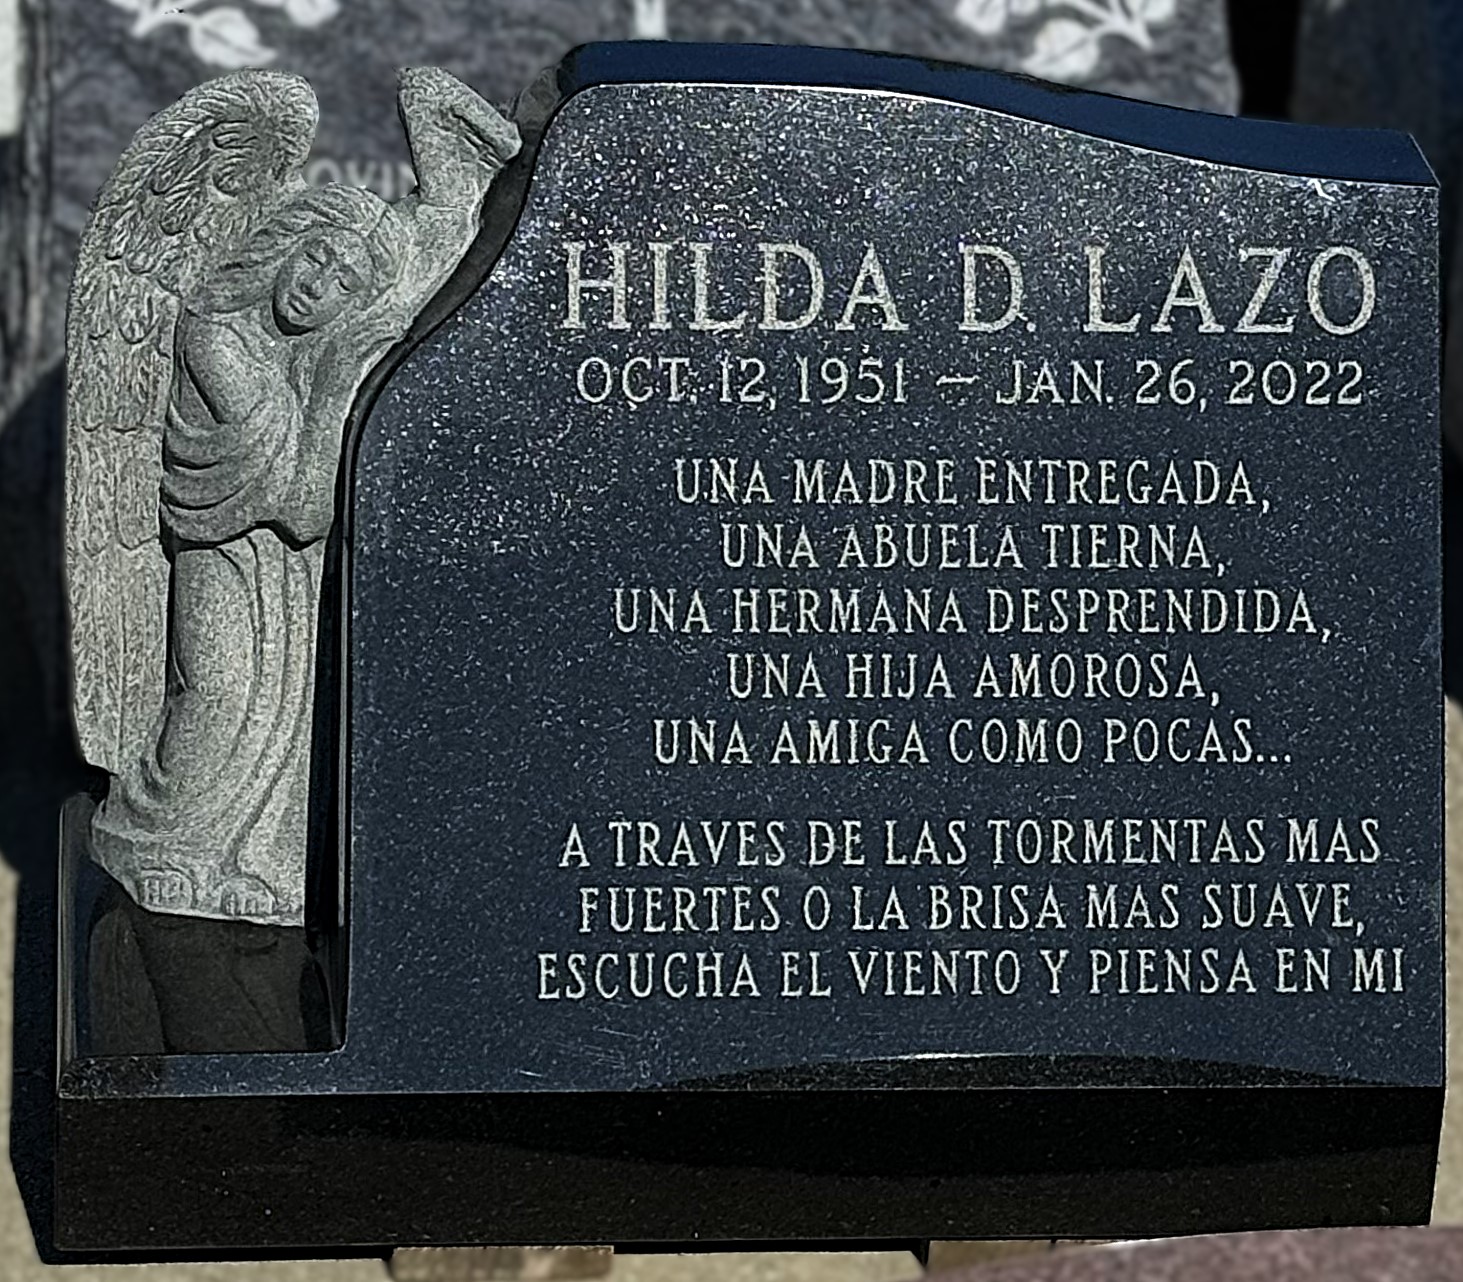 HILDA D. LAZO
OCT. 12, 1951 – JAN. 26, 2022
UNA MADRE ENTREGADA,
UNA ABUELA TIERNA,
UNA HERMANA DESPRENDIDA,
UNA HIJA AMOROSA,
UNA AMIGA COMO POCAS...
A TRAVES DE LAS TORMENTAS MAS
FUERTES O LA BRISA MAS SUAVE,
ESCUCHA EL VIENTO Y PIENSA EN MI